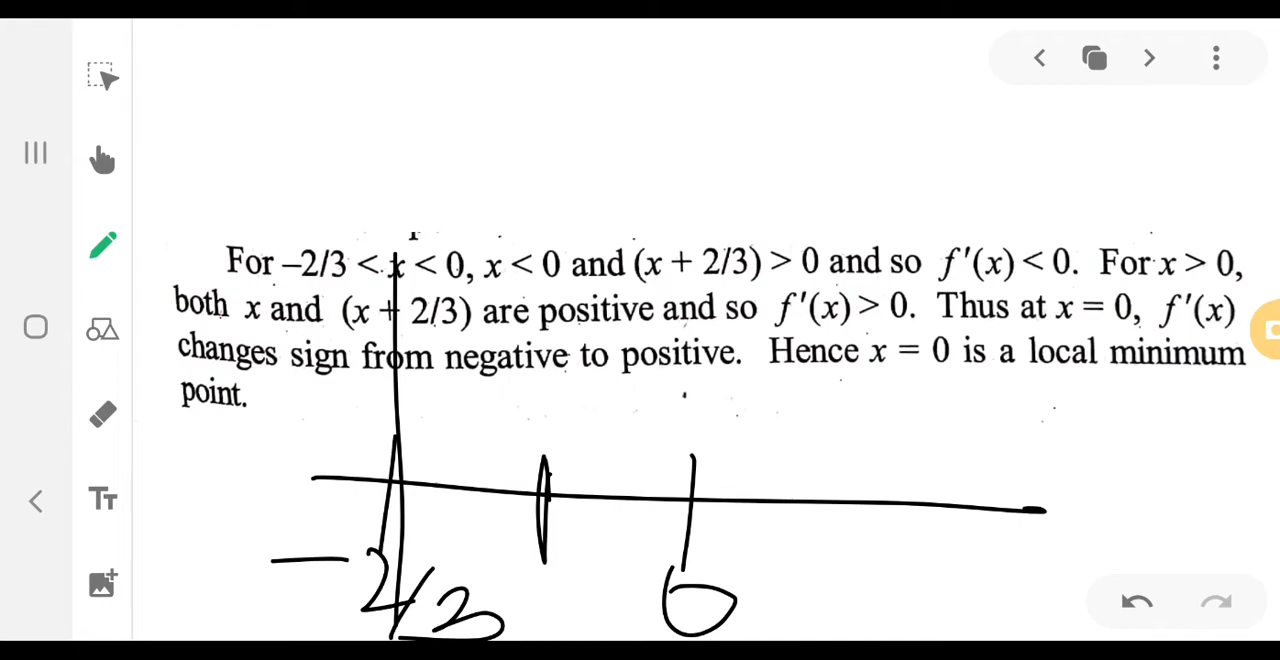 For –2/3 < x < 0, x < 0 and (x + 2/3) > 0 and so f′(x) < 0. For x > 0,
both x and (x + 2/3) are positive and so f′(x) > 0. Thus at x = 0, f′(x)
changes sign from negative to positive. Hence x = 0 is a local minimum
point.
–2/3 0
TT